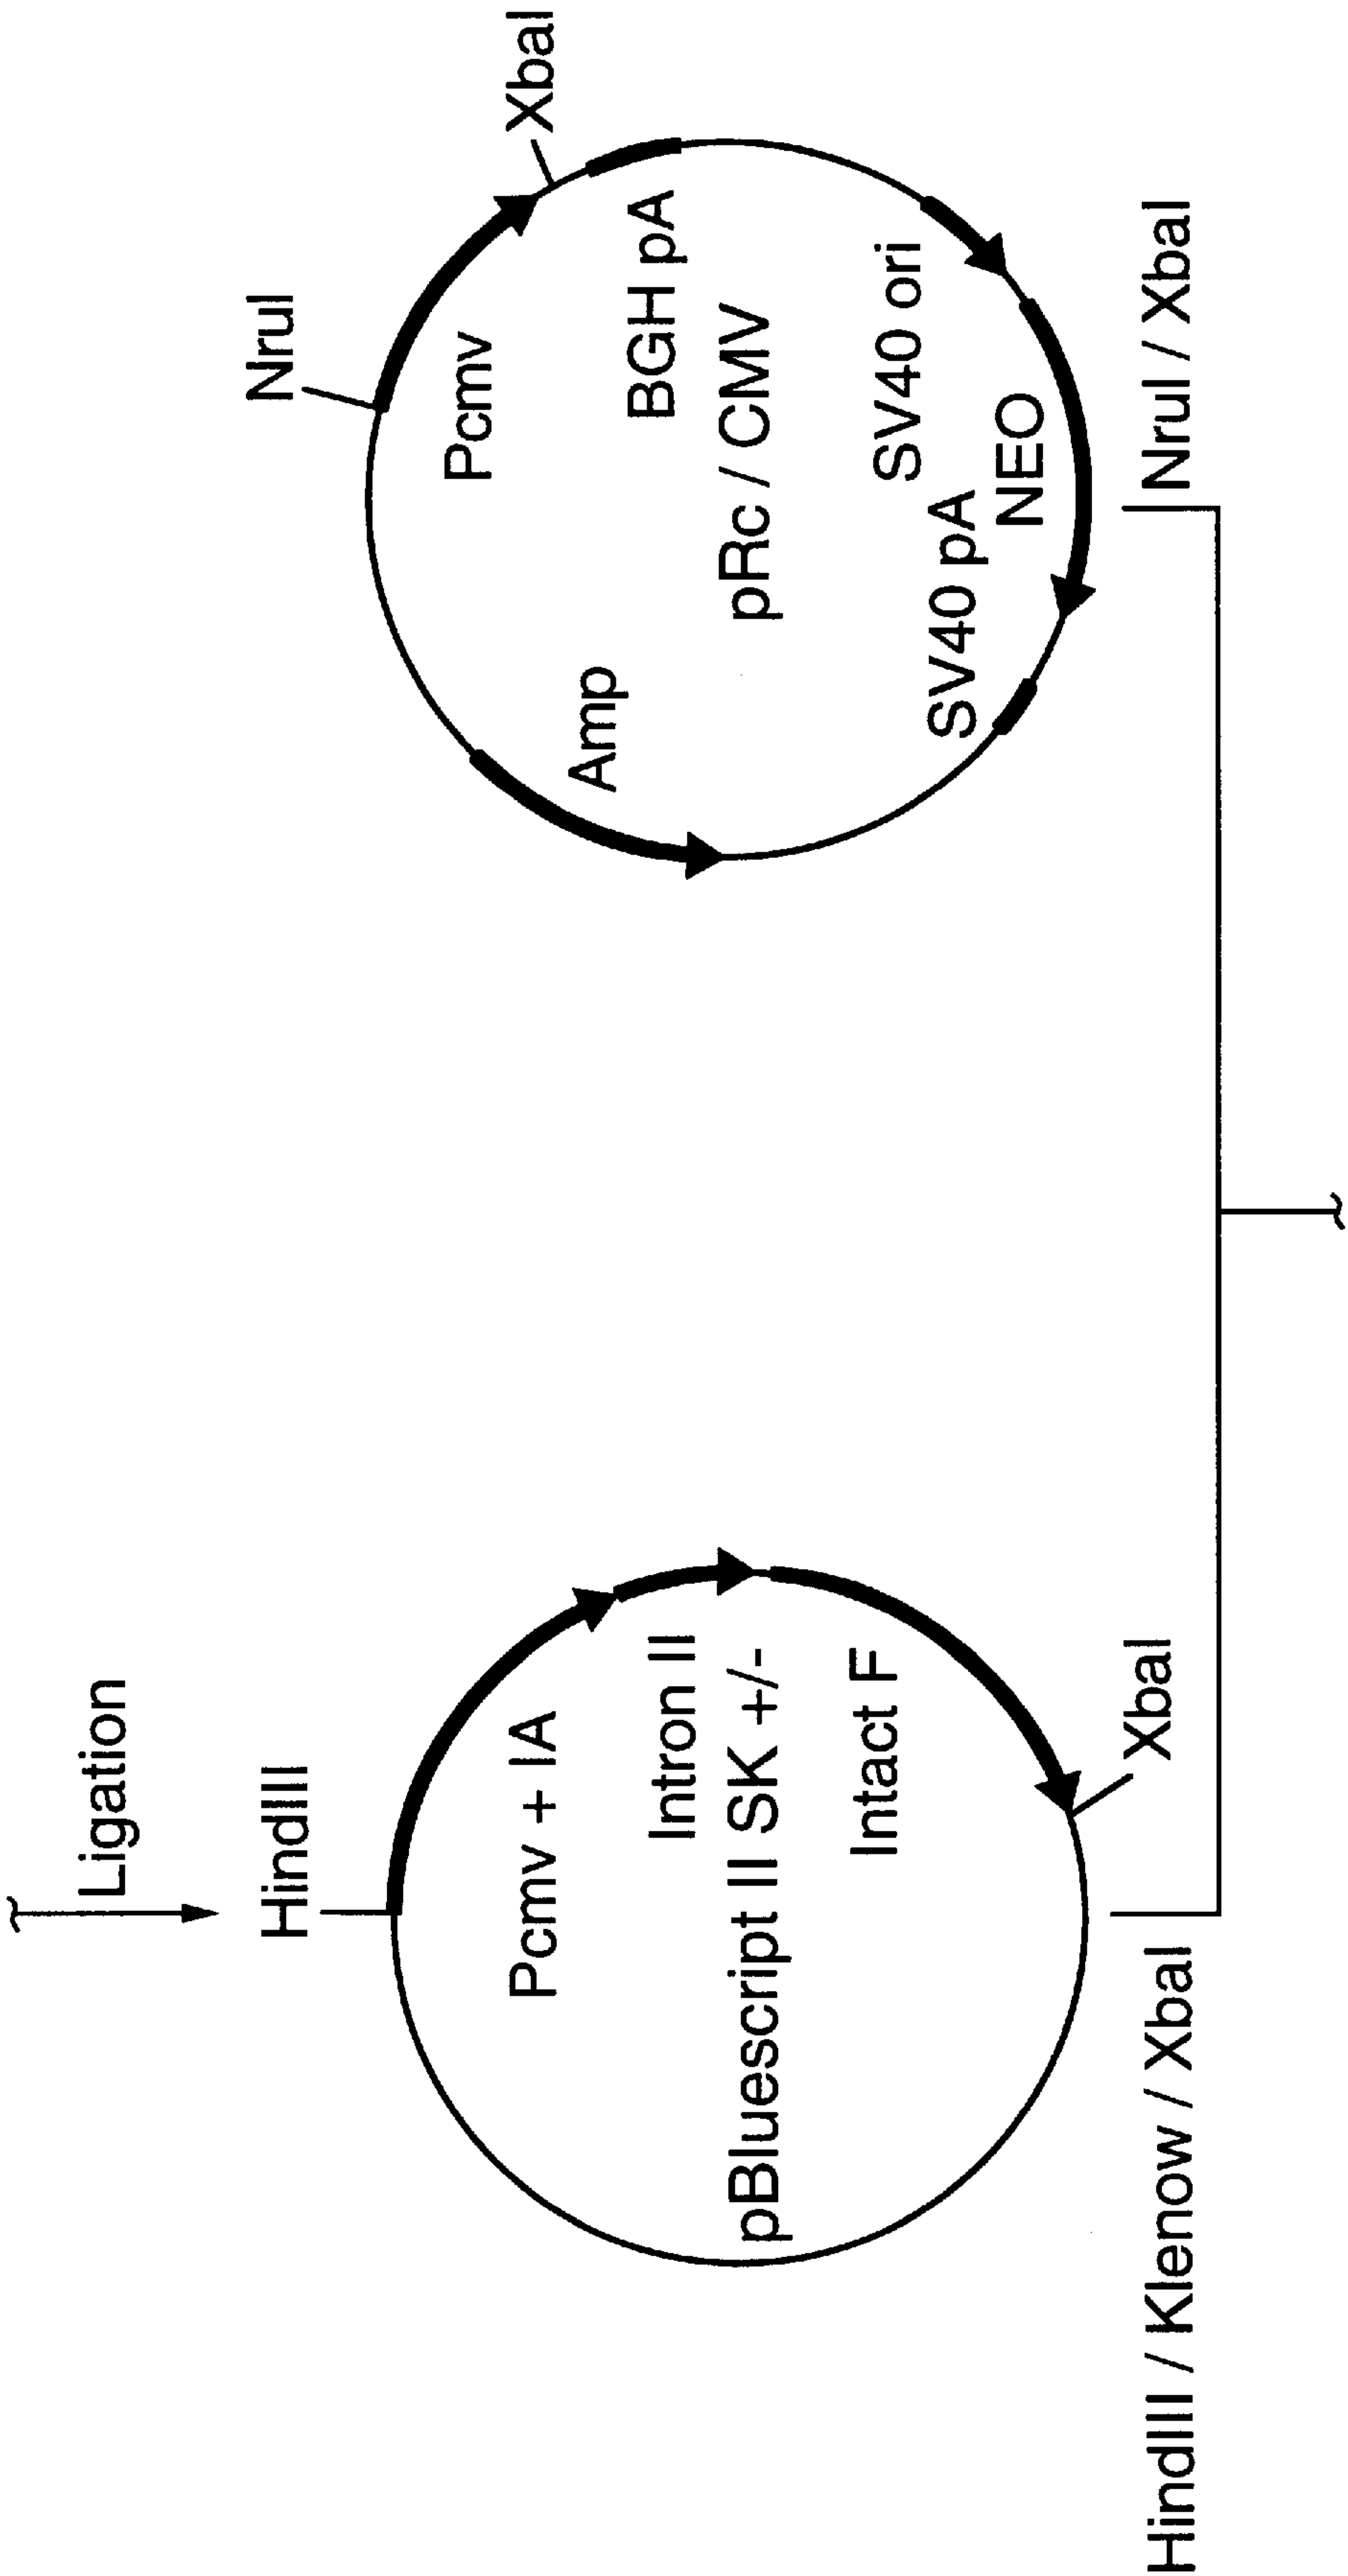 Ligation
HindIII
Pcmv + IA
Intron II
pBluescript II SK +/-
Intact F
XbaI
HindIII / Klenow / XbaI
NruI
XbaI
Pcmv
BGH pA
pRc / CMV
Amp
SV40 ori
SV40 pA
NEO
NruI / XbaI